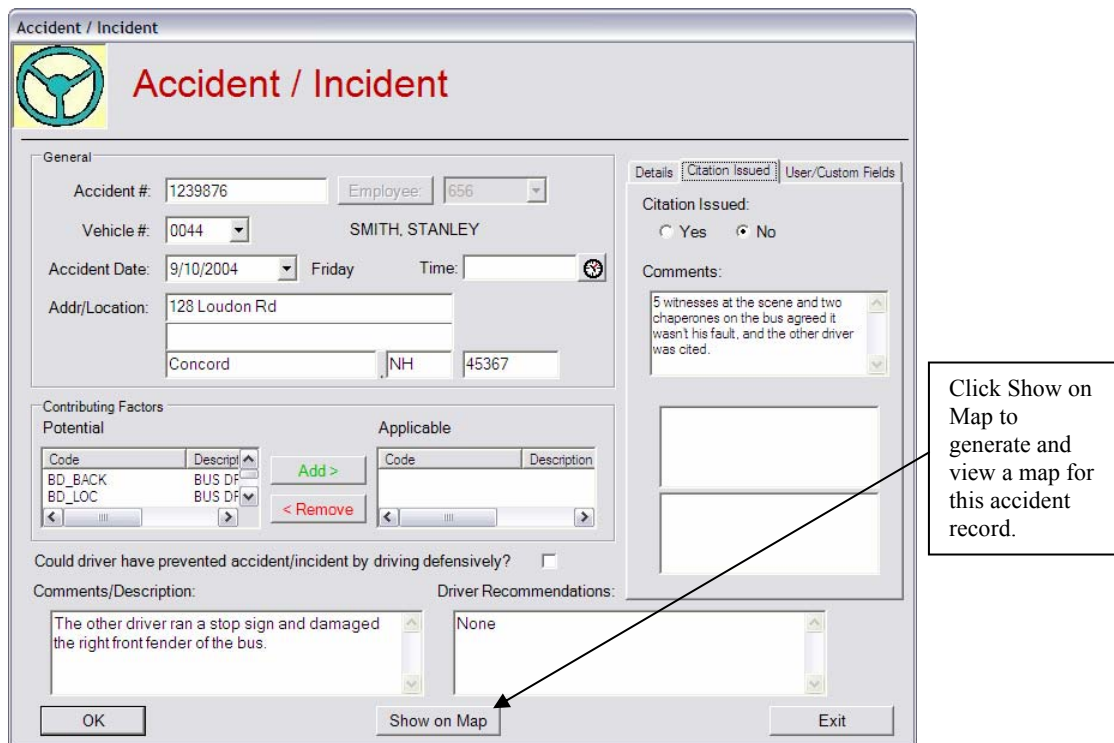 Accident / Incident
Accident / Incident
General
Accident #: 1239876 Employee: 656
Vehicle #: 0044 SMITH, STANLEY
Accident Date: 9/10/2004 Friday Time:
Addr/Location: 128 Loudon Rd
Concord , NH 45367
Details Citation Issued User/Custom Fields
Citation Issued:
Yes No
Comments:
5 witnesses at the scene and two
chaperones on the bus agreed it
wasn't his fault, and the other driver
was cited.
Contributing Factors
Potential Applicable
Code Descript Code Description
BD_BACK BUS DF
BD_LOC BUS DF
Add >
< Remove
Could driver have prevented accident/incident by driving defensively?
Comments/Description: Driver Recommendations:
The other driver ran a stop sign and damaged
the right front fender of the bus.
None
OK Show on Map Exit
Click Show on
Map to
generate and
view a map for
this accident
record.